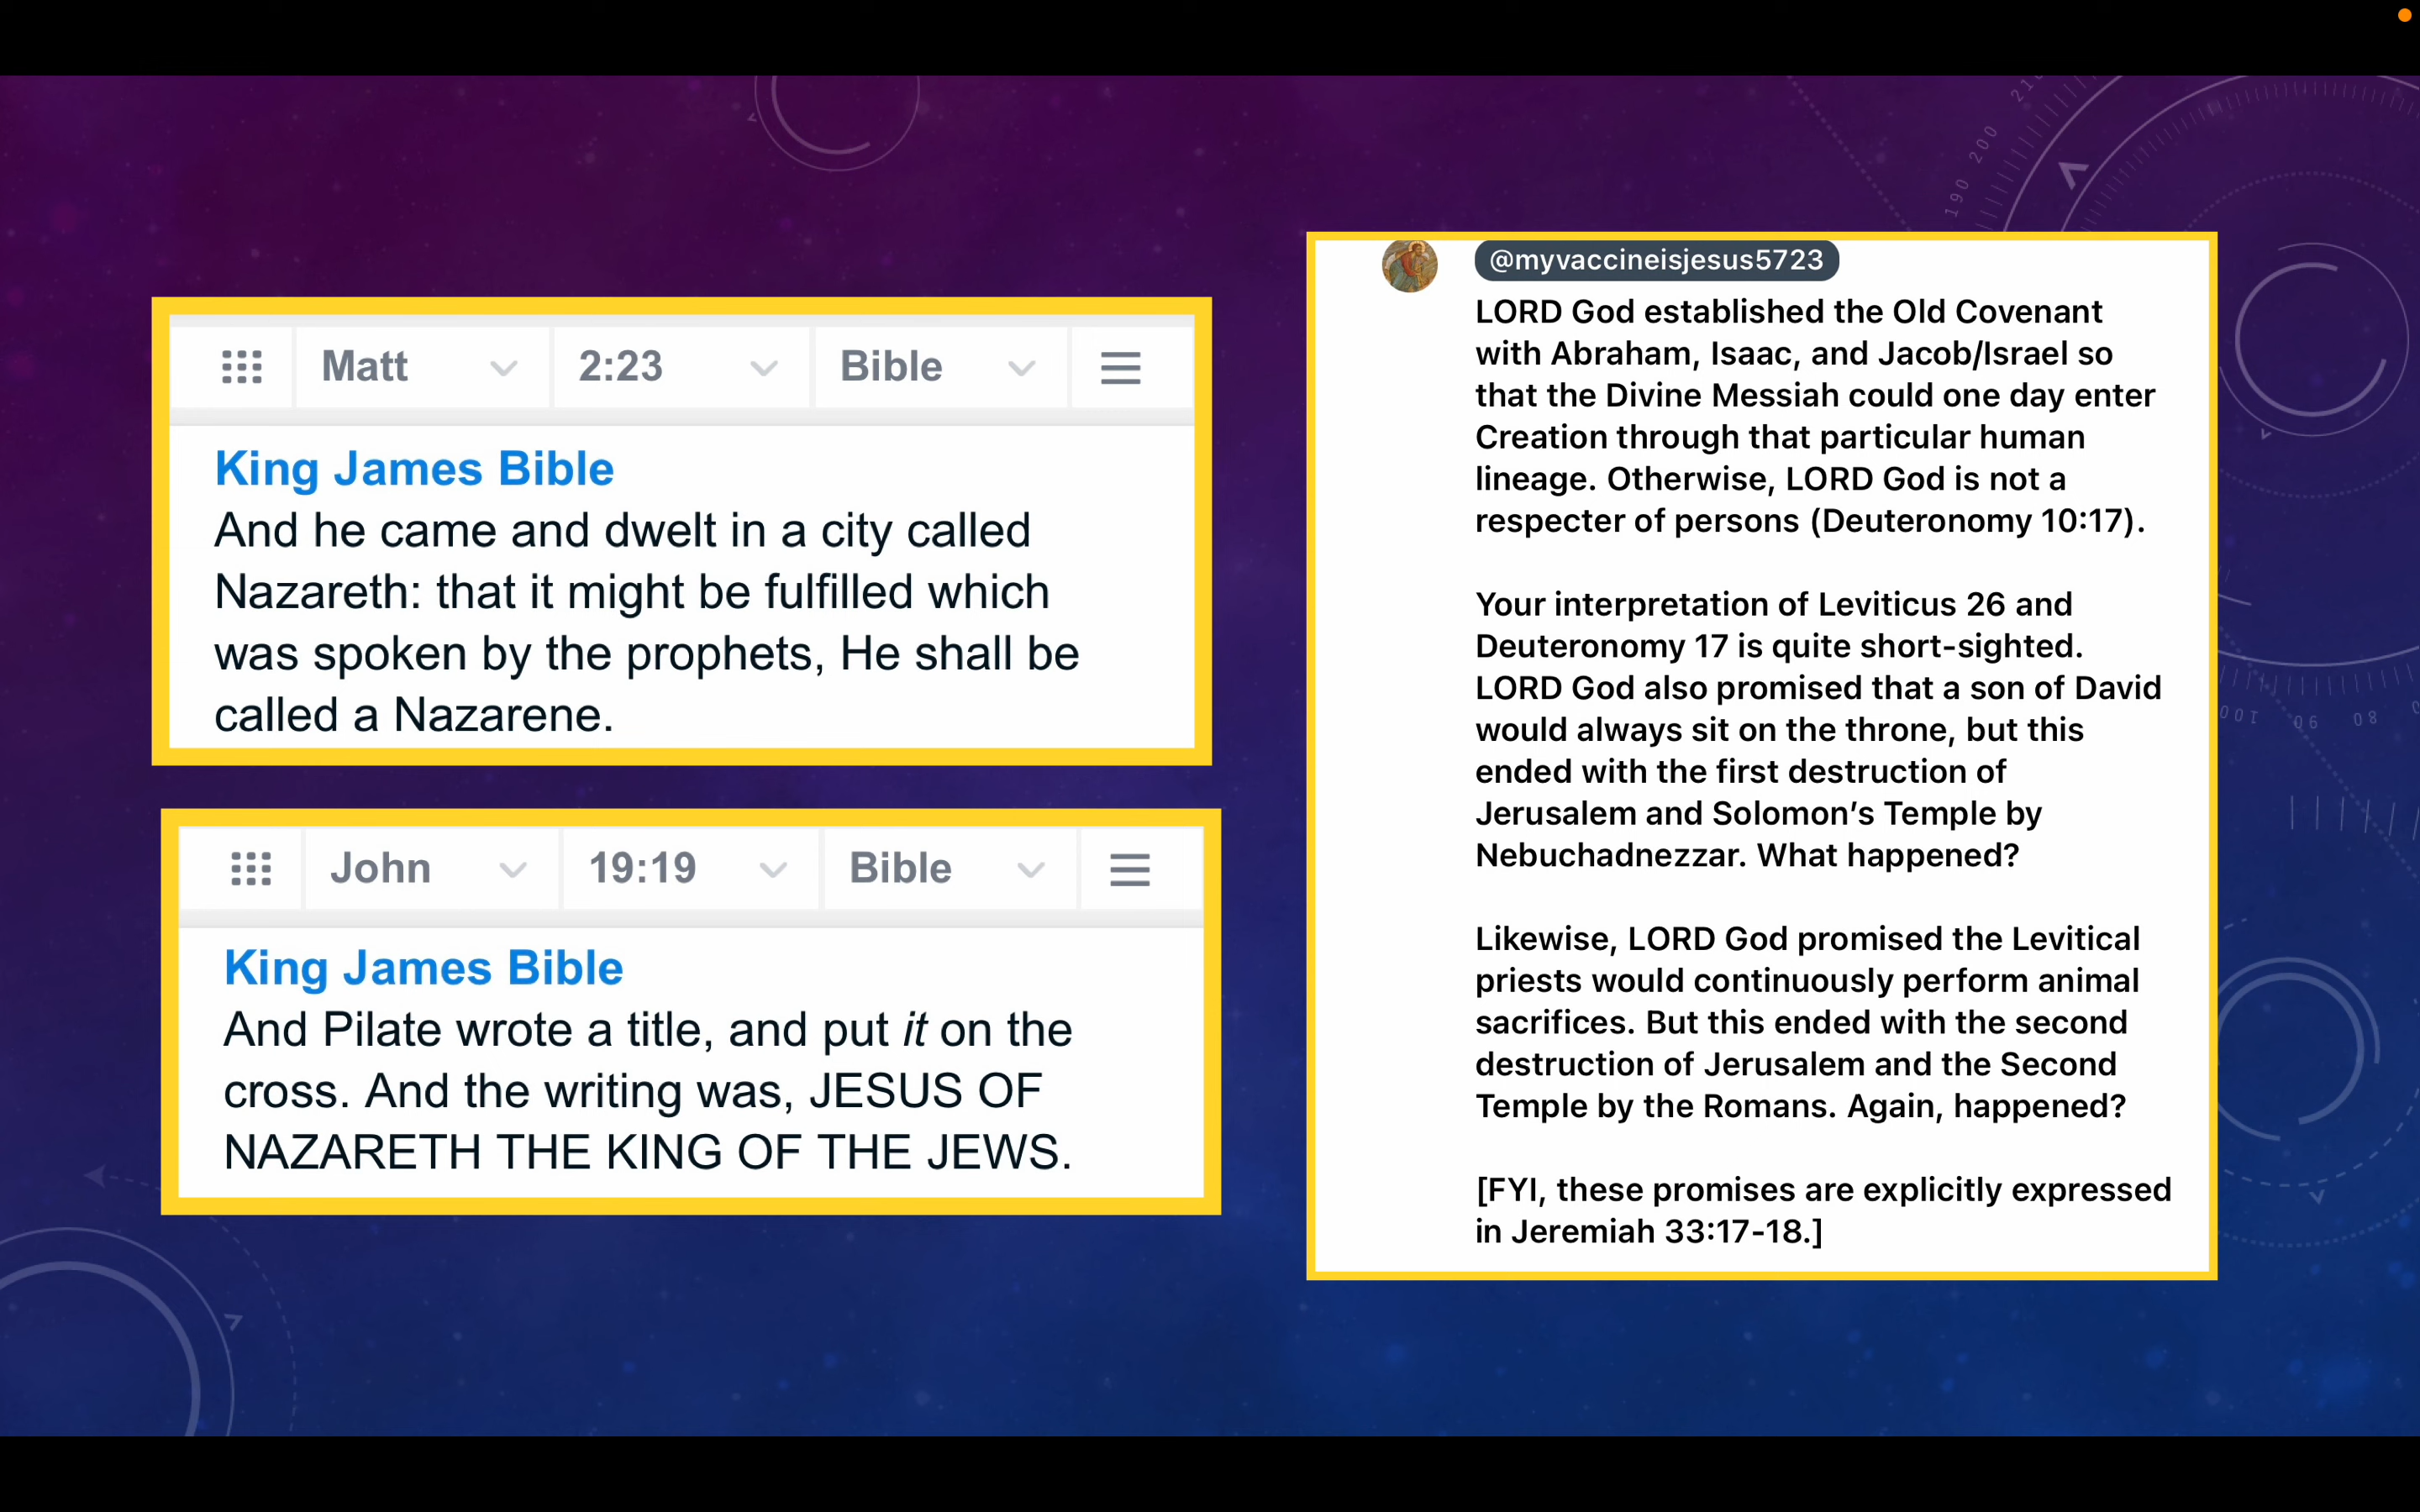 Matt 2:23 Bible
King James Bible
And he came and dwelt in a city called
Nazareth: that it might be fulfilled which
was spoken by the prophets, He shall be
called a Nazarene.
John 19:19 Bible
King James Bible
And Pilate wrote a title, and put it on the
cross. And the writing was, JESUS OF
NAZARETH THE KING OF THE JEWS.
@myvaccineisjesus5723
LORD God established the Old Covenant
with Abraham, Isaac, and Jacob/Israel so
that the Divine Messiah could one day enter
Creation through that particular human
lineage. Otherwise, LORD God is not a
respecter of persons (Deuteronomy 10:17).
Your interpretation of Leviticus 26 and
Deuteronomy 17 is quite short-sighted.
LORD God also promised that a son of David
would always sit on the throne, but this
ended with the first destruction of
Jerusalem and Solomon's Temple by
Nebuchadnezzar. What happened?
Likewise, LORD God promised the Levitical
priests would continuously perform animal
sacrifices. But this ended with the second
destruction of Jerusalem and the Second
Temple by the Romans. Again, happened?
[FYI, these promises are explicitly expressed
in Jeremiah 33:17-18.]
190 200
80 90 100